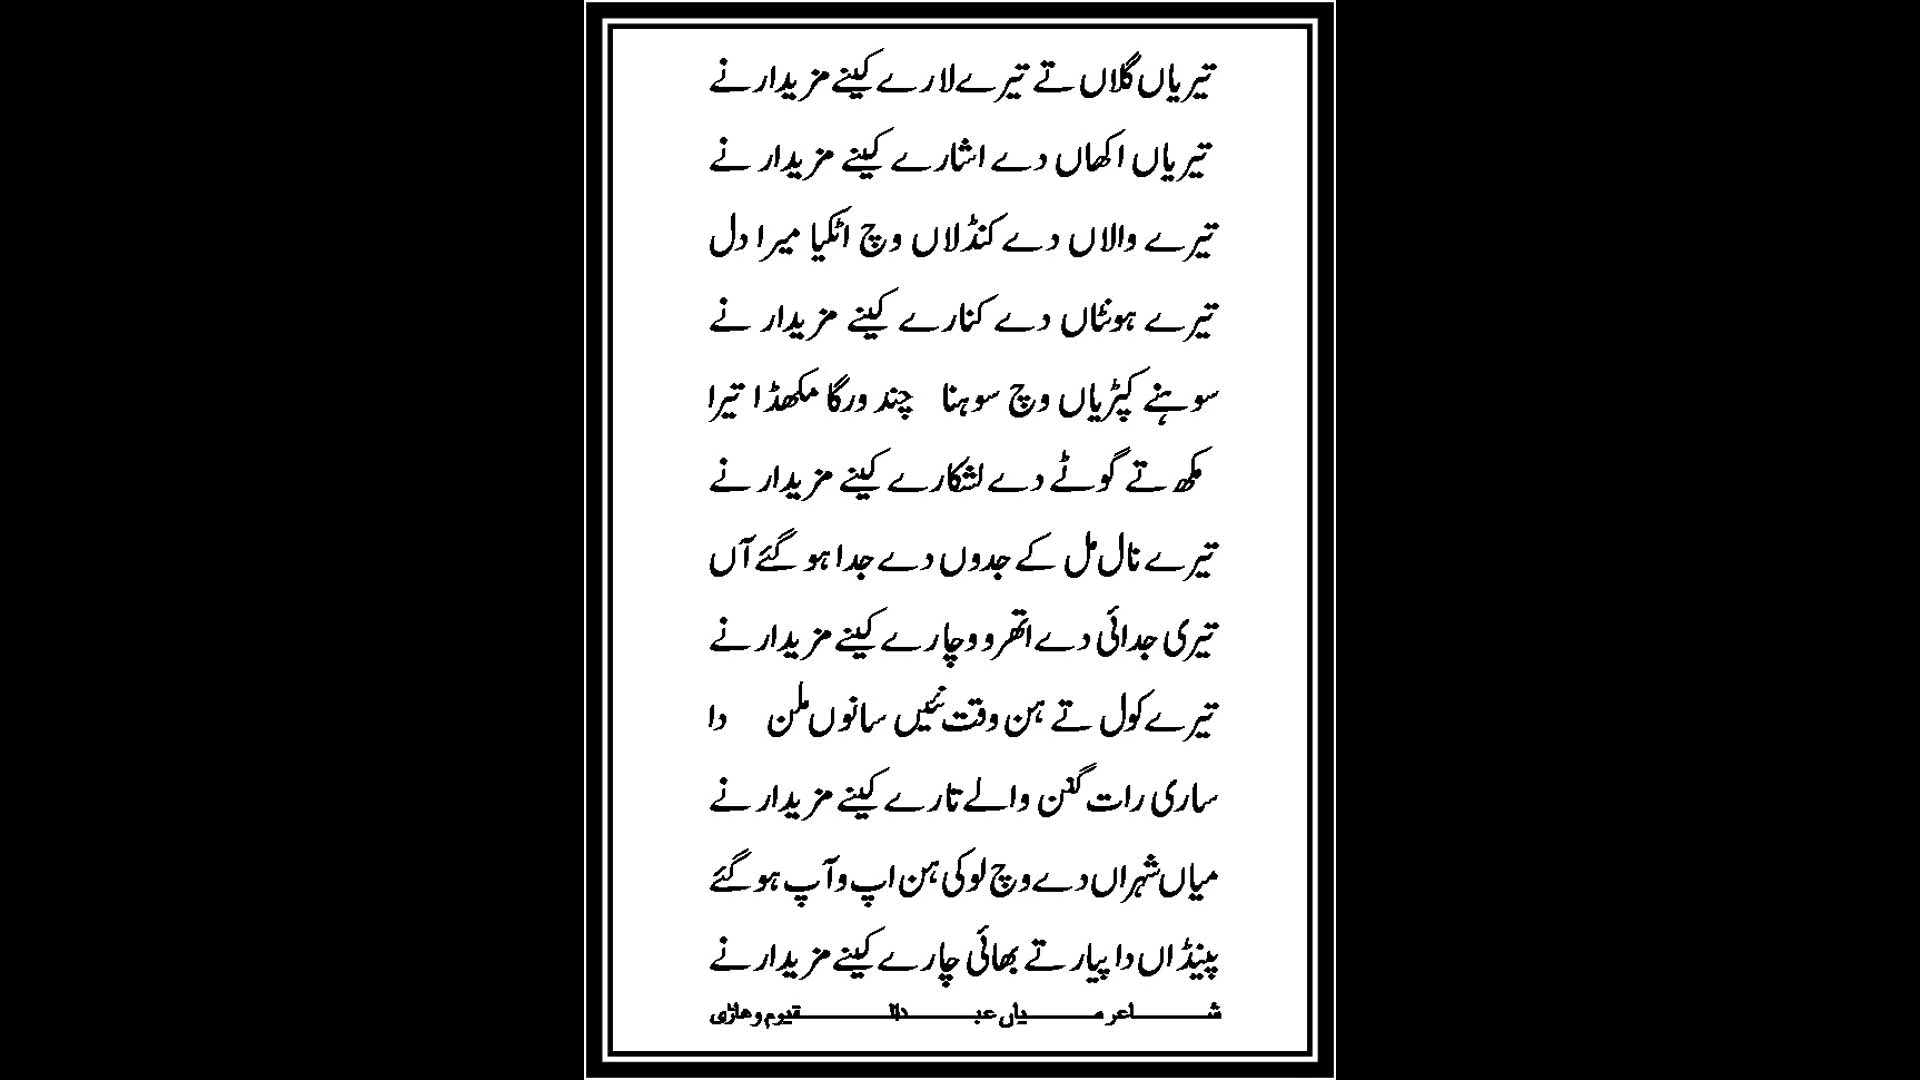 تیریاں گلاں تے تیرے لارے کینے مزیدار نے
تیریاں اکھاں دے اشارے کینے مزیدار نے
تیرے والاں دے کنڈلاں وچ اٹکیا میرا دل
تیرے ہونٹاں دے کنارے کینے مزیدار نے
سوہنے کپڑیاں وچ سوہنا چند ورگا مکھڈا تیرا
مکھ تے گوٹے دے لشکارے کینے مزیدار نے
تیرے نال مل کے جدوں دے جدا ہو گئے آں
تیری جدائی دے اتھرو وچارے کینے مزیدار نے
تیرے کول تے ہن وقت نئیں سانوں ملن دا
ساری رات گنن والے تارے کینے مزیدار نے
میاں شہراں دے وچ لوکی ہن اپ و آپ ہو گئے
پینڈاں دا پیار تے بھائی چارے کینے مزیدار نے
شاعر میاں عبدالقیوم وھاڑی